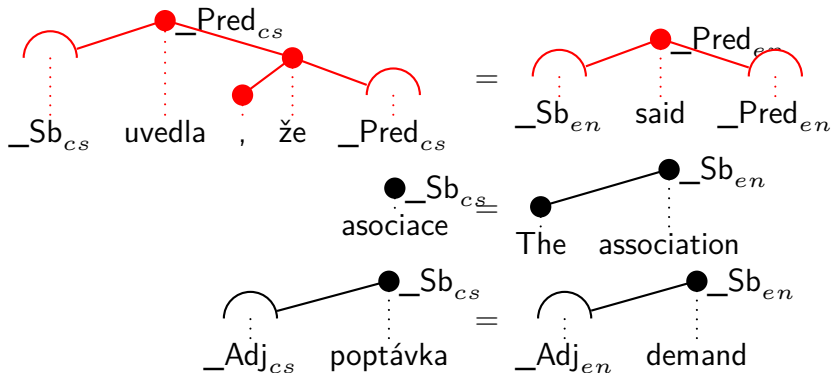 _Pred_cs _Pred_en
=
_Sb_cs uvedla , že _Pred_cs _Sb_en said _Pred_en
_Sb_cs = _Sb_en
asociace The association
_Sb_cs _Sb_en
=
_Adj_cs poptávka _Adj_en demand